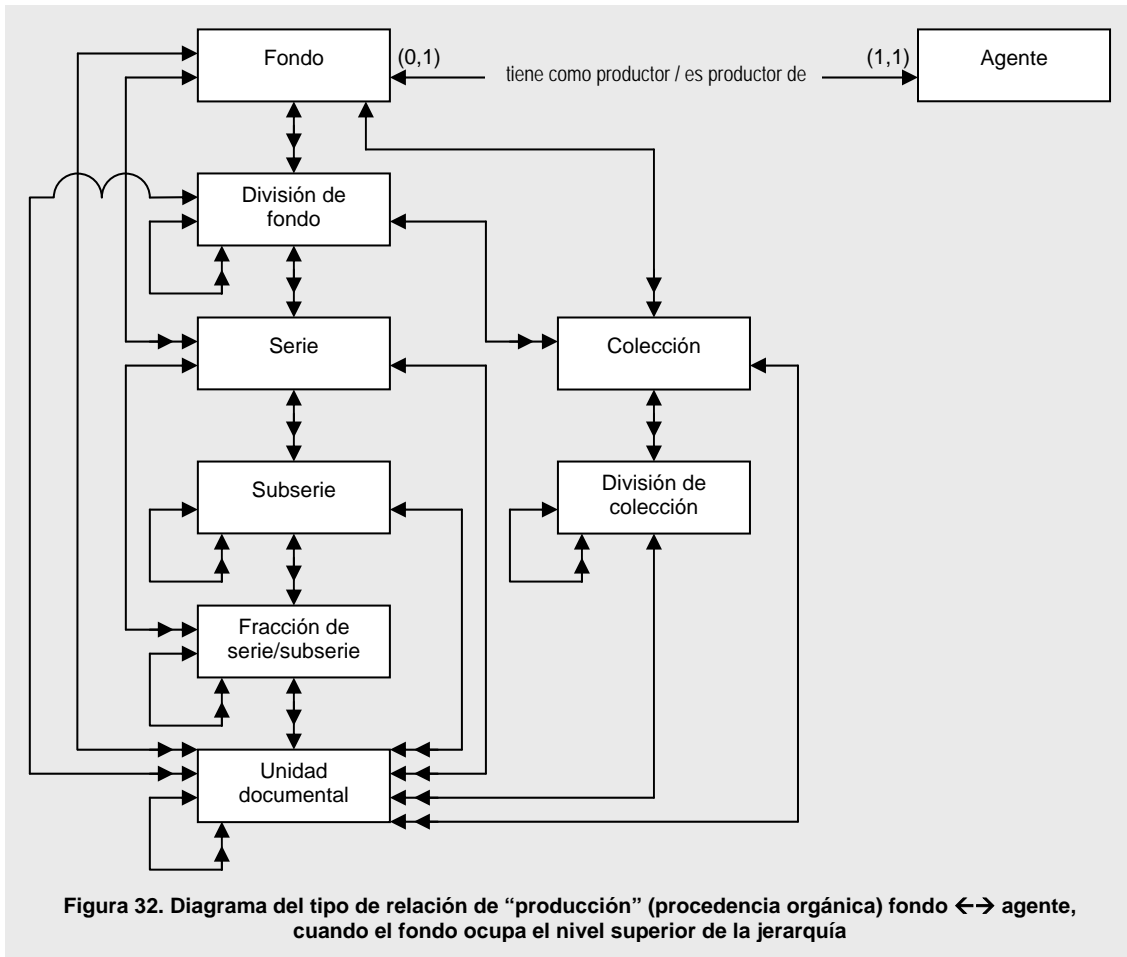 Fondo
(0,1)
tiene como productor / es productor de
(1,1)
Agente
División de
fondo
Serie
Colección
Subserie
División de
colección
Fracción de
serie/subserie
Unidad
documental
Figura 32. Diagrama del tipo de relación de “producción” (procedencia orgánica) fondo ←→ agente,
cuando el fondo ocupa el nivel superior de la jerarquía